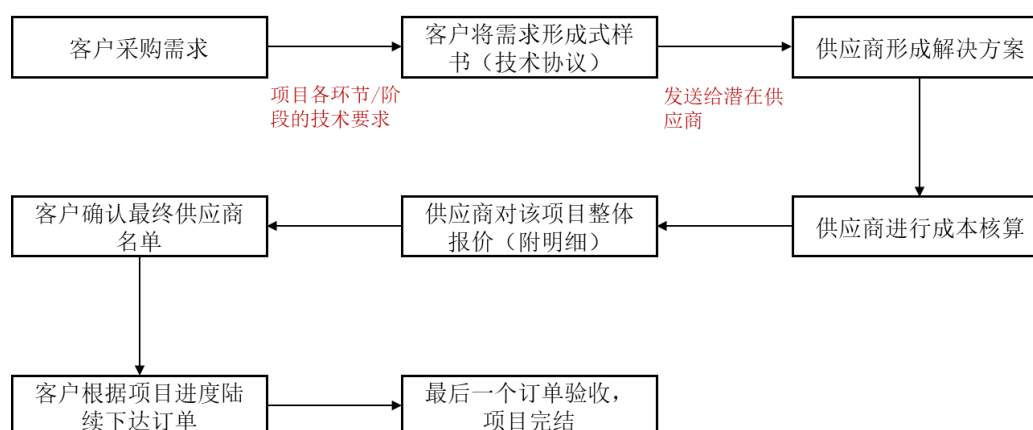 客户采购需求
客户将需求形成式样
书（技术协议）
供应商形成解决方案
项目各环节/阶
段的技术要求
发送给潜在供
应商
供应商进行成本核算
供应商对该项目整体
报价（附明细）
客户确认最终供应商
名单
客户根据项目进度陆
续下达订单
最后一个订单验收，
项目完结